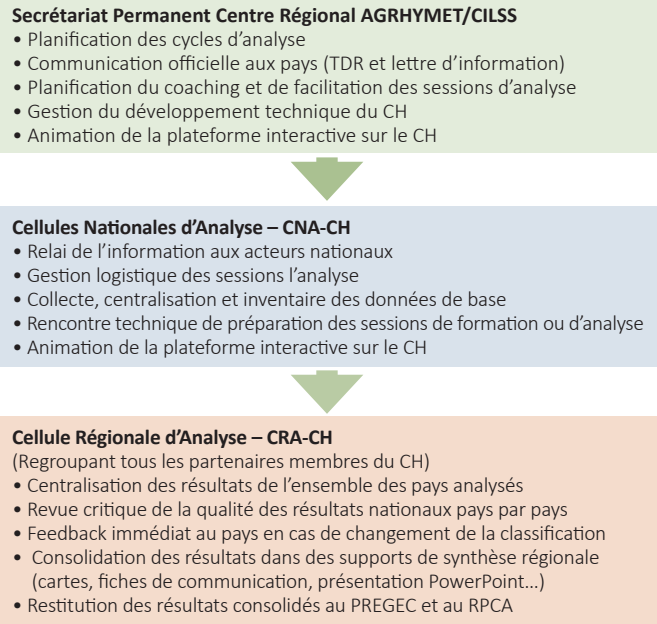 Secrétariat Permanent Centre Régional AGRHYMET/CILSS
• Planification des cycles d'analyse
• Communication officielle aux pays (TDR et lettre d'information)
• Planification du coaching et de facilitation des sessions d'analyse
• Gestion du développement technique du CH
• Animation de la plateforme interactive sur le CH
Cellules Nationales d'Analyse – CNA-CH
• Relai de l'information aux acteurs nationaux
• Gestion logistique des sessions l'analyse
• Collecte, centralisation et inventaire des données de base
• Rencontre technique de préparation des sessions de formation ou d'analyse
• Animation de la plateforme interactive sur le CH
Cellule Régionale d'Analyse – CRA-CH
(Regroupant tous les partenaires membres du CH)
• Centralisation des résultats de l'ensemble des pays analysés
• Revue critique de la qualité des résultats nationaux pays par pays
• Feedback immédiat au pays en cas de changement de la classification
• Consolidation des résultats dans des supports de synthèse régionale
(cartes, fiches de communication, présentation PowerPoint...)
• Restitution des résultats consolidés au PREGEC et au RPCA